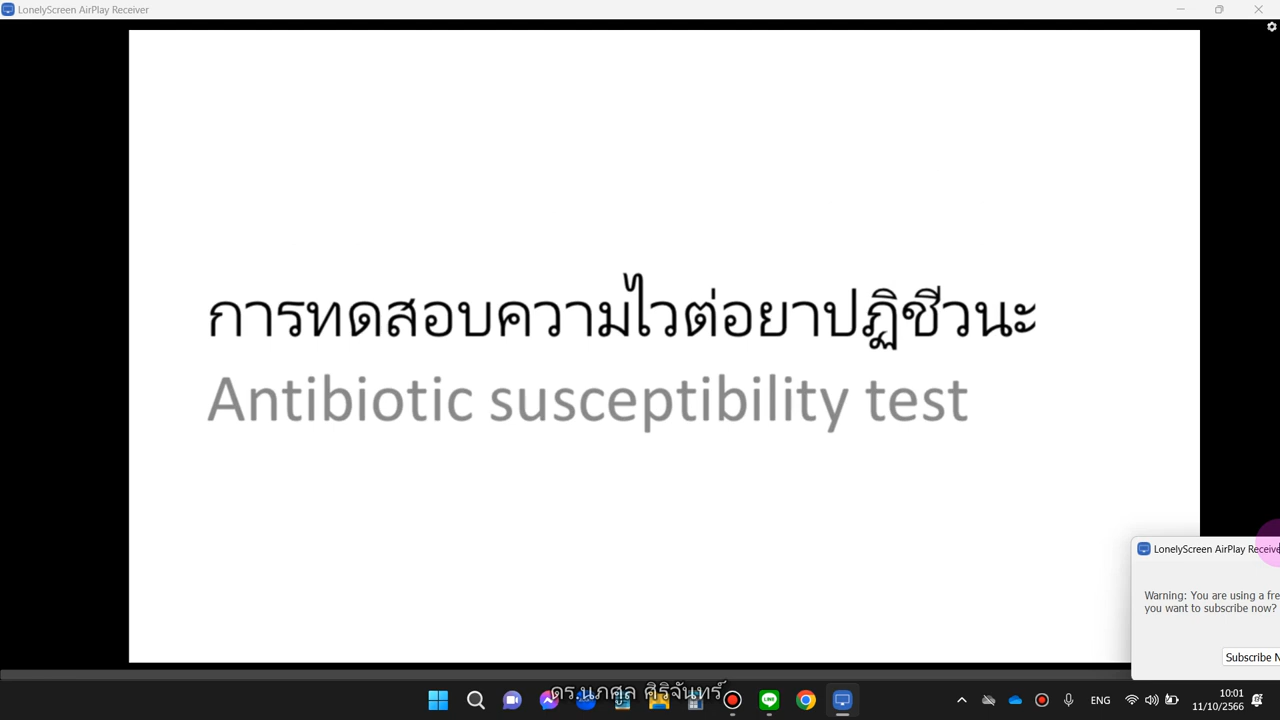 LonelyScreen AirPlay Receiver
การทดสอบความไวต่อยาปฏิชีวนะ
Antibiotic susceptibility test
LonelyScreen AirPlay Receive
Warning: You are using a fre
you want to subscribe now?
Subscribe N
ดร.นภศูล ศิริจันทร์
ENG
10:01
11/10/2566